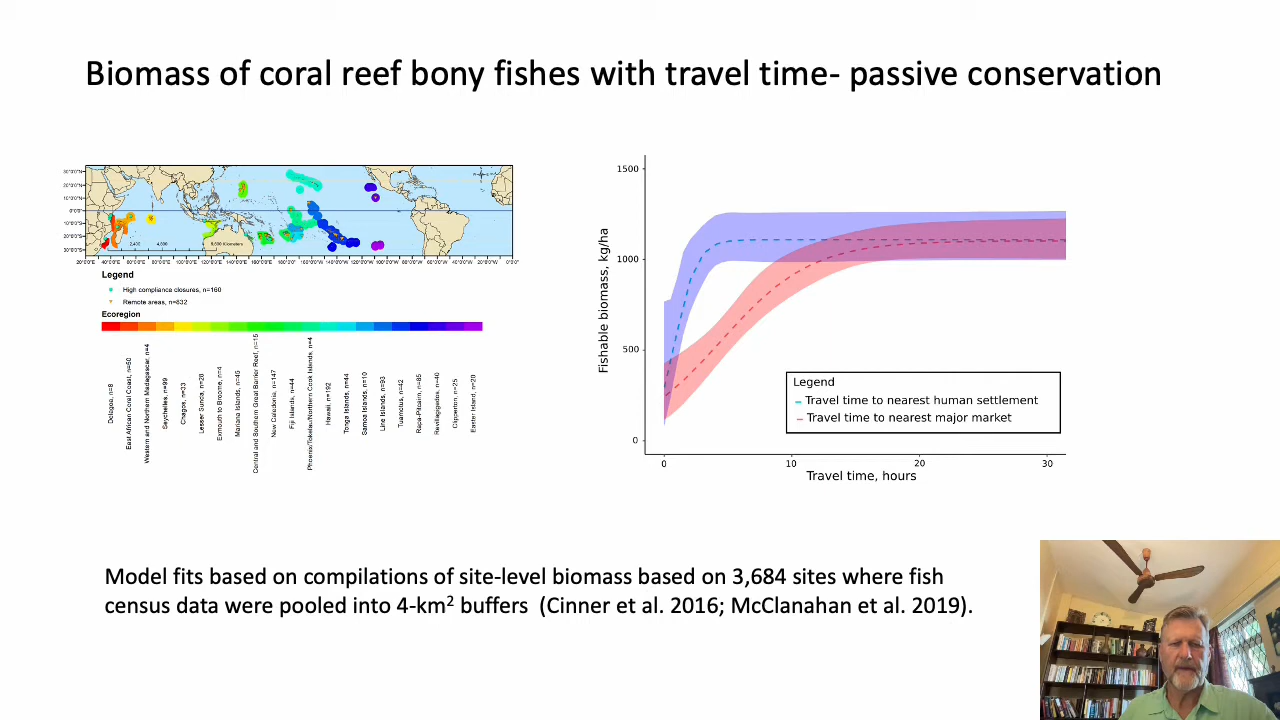 Biomass of coral reef bony fishes with travel time- passive conservation
Legend
High compliance closures, n=160
Remote areas, n=832
Ecoregion
East African Coral Coast, n=50
Western and Northern Madagascar, n=4
Seychelles, n=99
Chagos, n=33
Lesser Sunda, n=28
Exmouth to Broome, n=4
Mariana Islands, n=45
Central and Southern Great Barrier Reef, n=15
New Caledonia, n=147
Fiji Islands, n=44
Phoenix/Tokelau/Northern Cook Islands, n=4
Hawaii, n=192
Tonga Islands, n=44
Samoa Islands, n=10
Line Islands, n=93
Tuamotus, n=42
Rapa-Pitcairn, n=65
Revillagigedos, n=40
Clipperton, n=25
Easter Island, n=20
Fishable biomass, kg/ha
1500
1000
500
0
0 10 20 30
Travel time, hours
Legend
Travel time to nearest human settlement
Travel time to nearest major market
Model fits based on compilations of site-level biomass based on 3,684 sites where fish
census data were pooled into 4-km² buffers (Cinner et al. 2016; McClanahan et al. 2019).